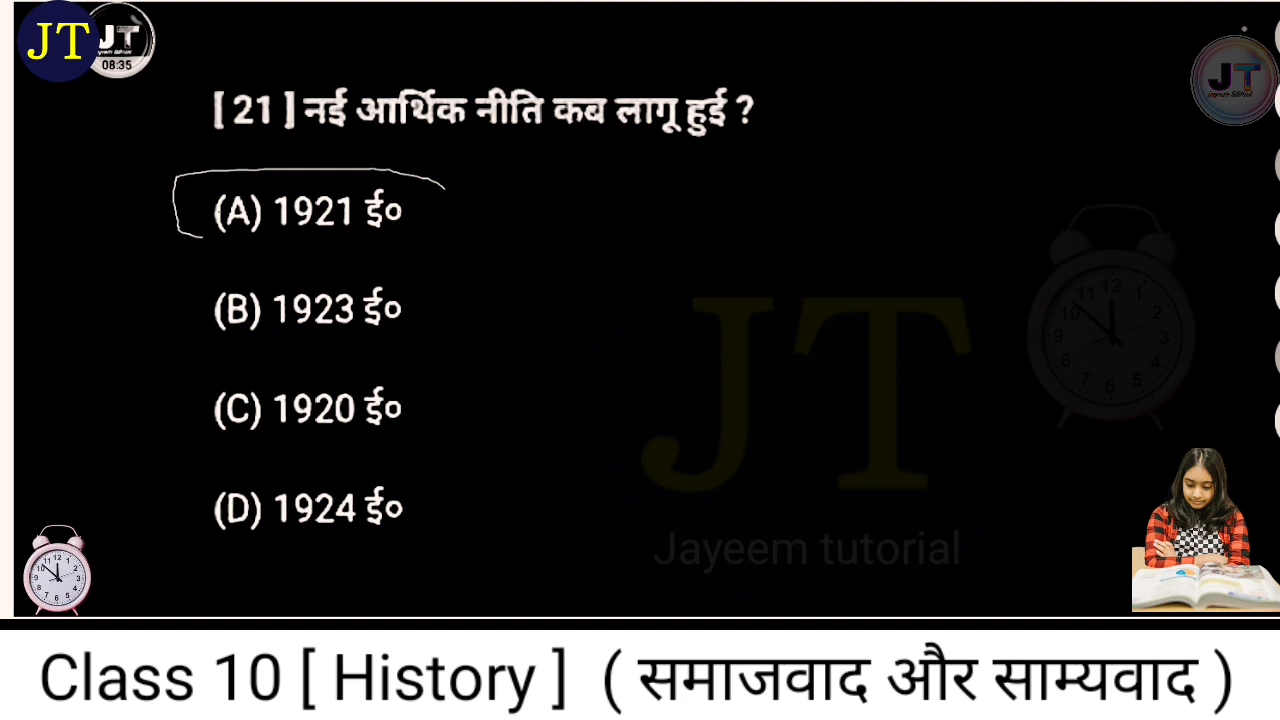 JT
JT
08:35
JT
[ 21 ] नई आर्थिक नीति कब लागू हुई ?
(A) 1921 ई०
(B) 1923 ई०
(C) 1920 ई०
(D) 1924 ई०
JT
Jayeem tutorial
Class 10 [ History ] ( समाजवाद और साम्यवाद )